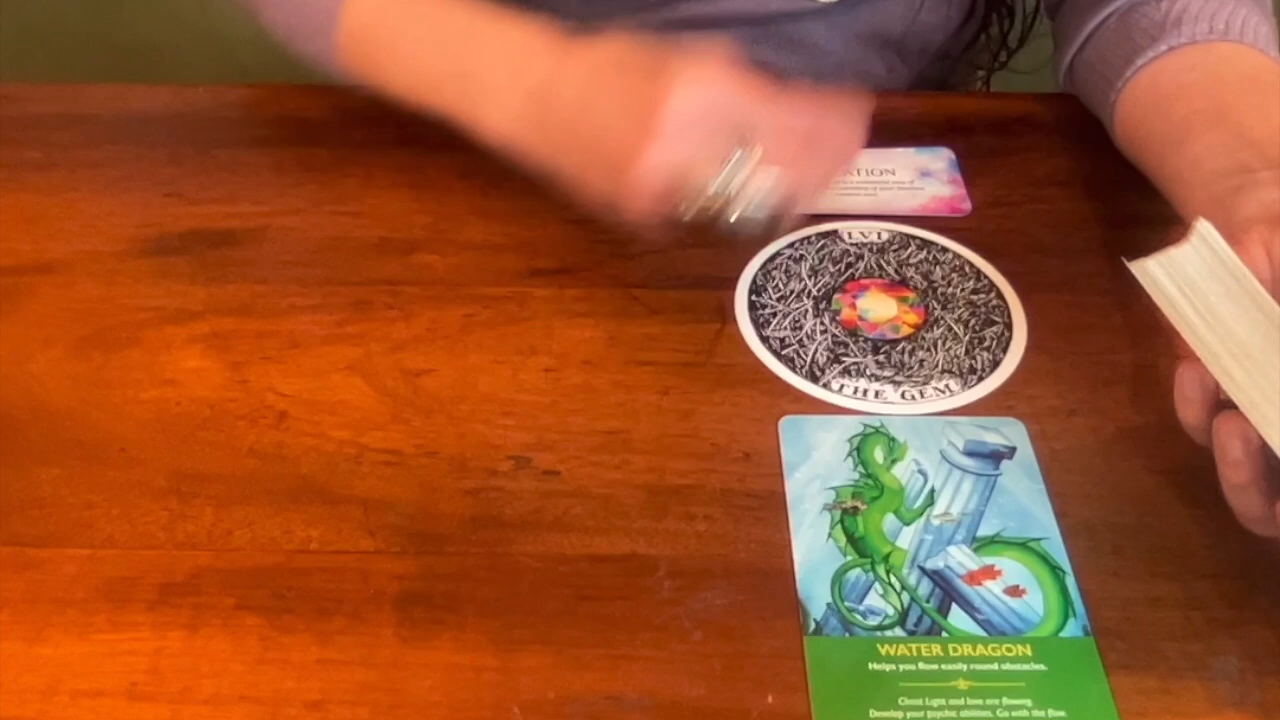 LVI
THE GEM
WATER DRAGON
Helps you flow easily round obstacles.
Christ Light and love are flowing.
Develop your psychic abilities. Go with the flow.